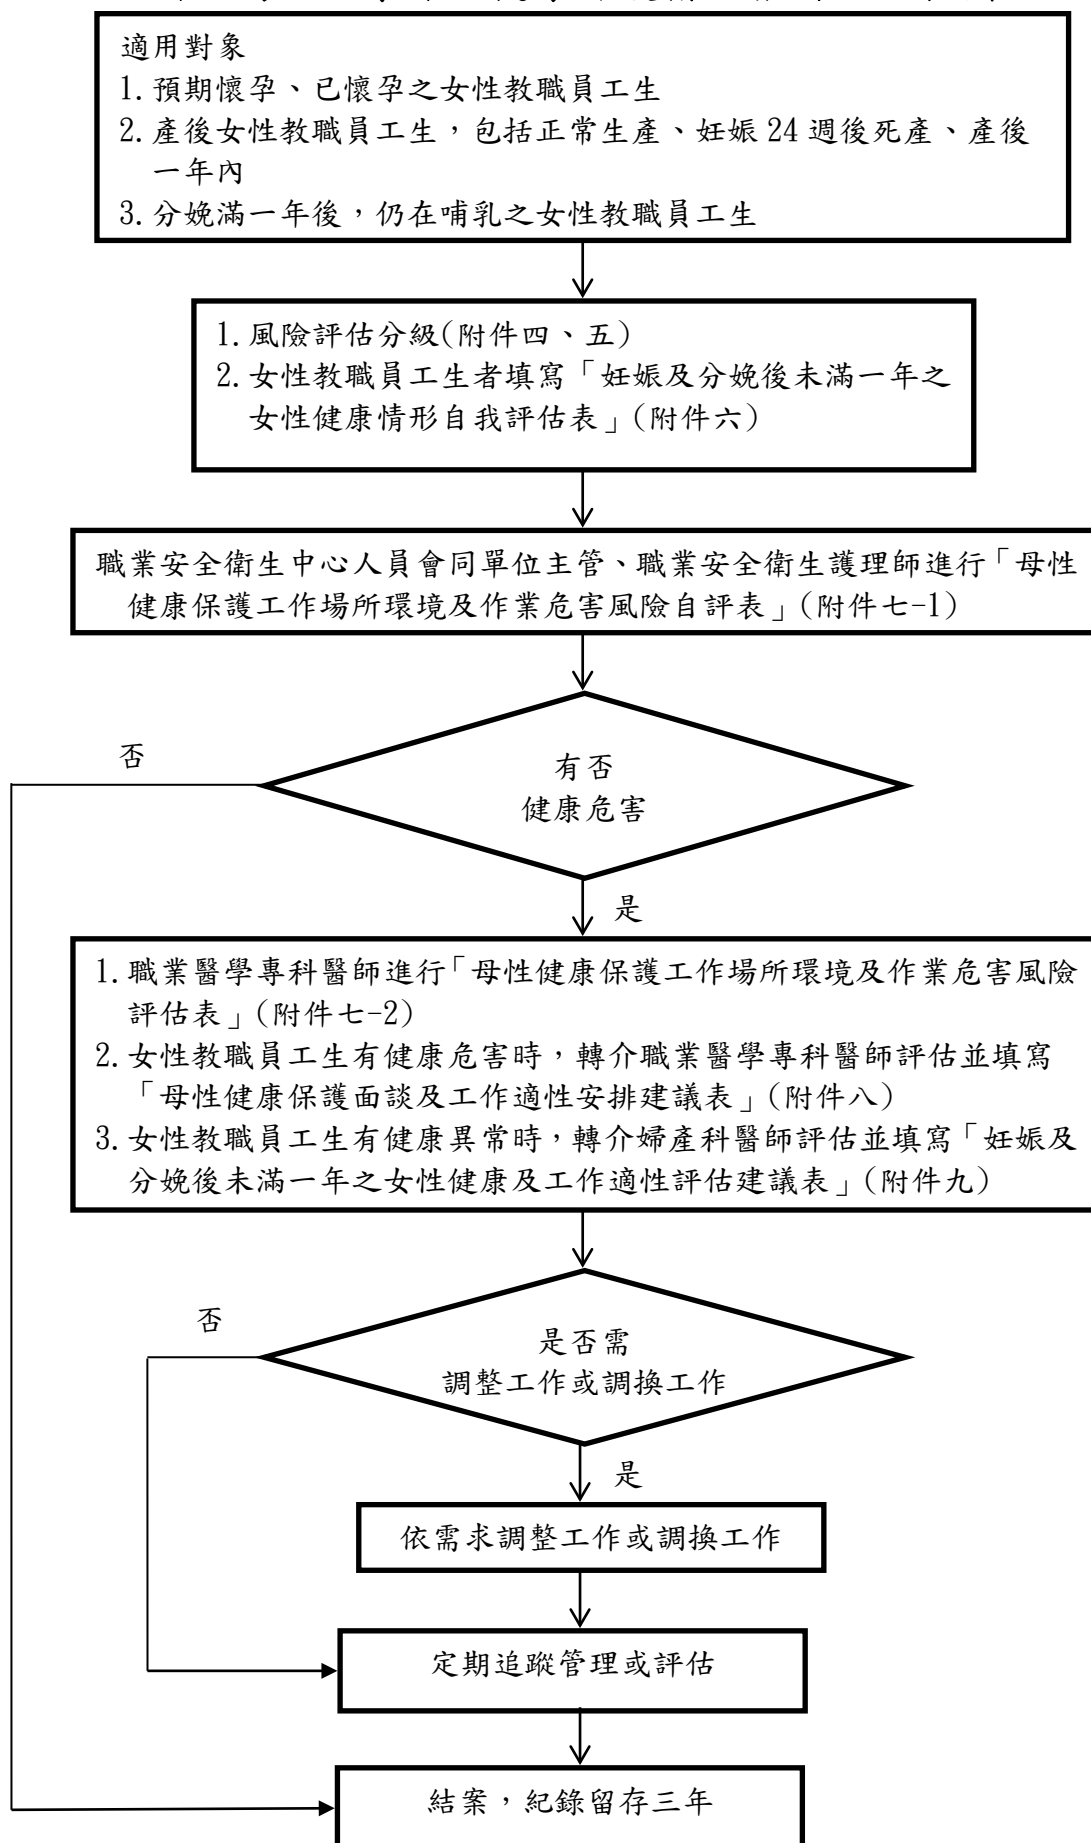 適用對象
1.預期懷孕、已懷孕之女性教職員工生
2.產後女性教職員工生，包括正常生產、妊娠24週後死產、產後
一年內
3.分娩滿一年後，仍在哺乳之女性教職員工生
1.風險評估分級(附件四、五)
2.女性教職員工生者填寫「妊娠及分娩後未滿一年之
女性健康情形自我評估表」(附件六)
職業安全衛生中心人員會同單位主管、職業安全衛生護理師進行「母性
健康保護工作場所環境及作業危害風險自評表」(附件七-1)
否
有否
健康危害
是
1.職業醫學專科醫師進行「母性健康保護工作場所環境及作業危害風險
評估表」(附件七-2)
2.女性教職員工生有健康危害時，轉介職業醫學專科醫師評估並填寫
「母性健康保護面談及工作適性安排建議表」(附件八)
3.女性教職員工生有健康異常時，轉介婦產科醫師評估並填寫「妊娠及
分娩後未滿一年之女性健康及工作適性評估建議表」(附件九)
否
是否需
調整工作或調換工作
是
依需求調整工作或調換工作
定期追蹤管理或評估
結案，紀錄留存三年